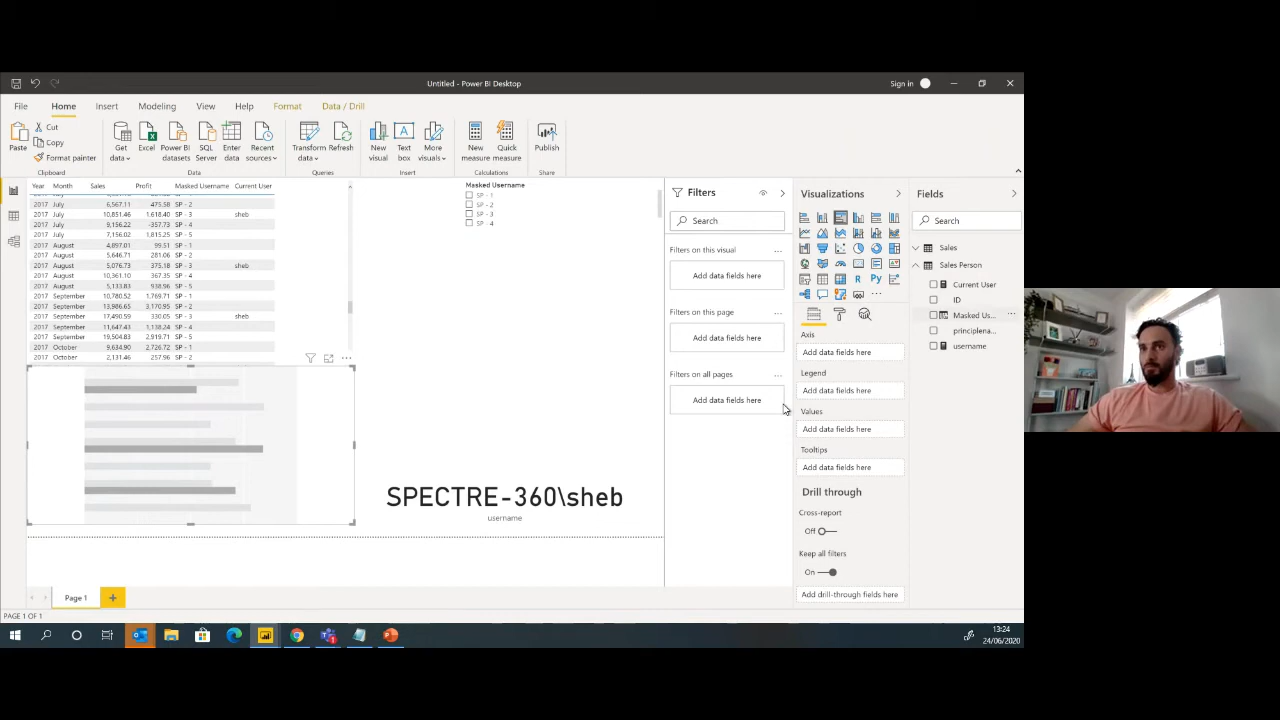 Untitled - Power BI Desktop
Sign in
File Home Insert Modeling View Help Format Data / Drill
Paste
Cut
Copy
Format painter
Get data
Excel
Power BI datasets
SQL Server
Enter data
Recent sources
Transform data
Refresh
New visual
Text box
More visuals
New measure
Quick measure
Publish
Clipboard Data Queries Insert Calculations Share
Year Month Sales Profit Masked Username Current User
2017 July 6,567.11 475.58 SP - 2
2017 July 10,851.46 1,618.40 SP - 3 sheb
2017 July 9,156.22 -357.73 SP - 4
2017 July 7,156.02 1,815.25 SP - 5
2017 August 4,897.01 99.51 SP - 1
2017 August 5,646.71 281.06 SP - 2
2017 August 5,076.73 375.18 SP - 3 sheb
2017 August 10,361.10 367.35 SP - 4
2017 August 5,133.83 938.96 SP - 5
2017 September 10,780.52 1,769.71 SP - 1
2017 September 13,986.65 3,170.95 SP - 2
2017 September 17,490.59 330.05 SP - 3 sheb
2017 September 11,647.43 1,138.24 SP - 4
2017 September 19,504.83 2,919.71 SP - 5
2017 October 9,634.90 2,726.72 SP - 1
2017 October 2,131.46 257.96 SP - 2
Masked Username
SP - 1
SP - 2
SP - 3
SP - 4
SPECTRE-360\sheb
username
Filters
Search
Filters on this visual
Add data fields here
Filters on this page
Add data fields here
Filters on all pages
Add data fields here
Visualizations
R Py
Axis
Add data fields here
Legend
Add data fields here
Values
Add data fields here
Tooltips
Add data fields here
Drill through
Cross-report
Off
Keep all filters
On
Add drill-through fields here
Fields
Search
Sales
Sales Person
Current User
ID
Masked Us...
principlena...
username
Page 1
PAGE 1 OF 1
13:24
24/06/2020